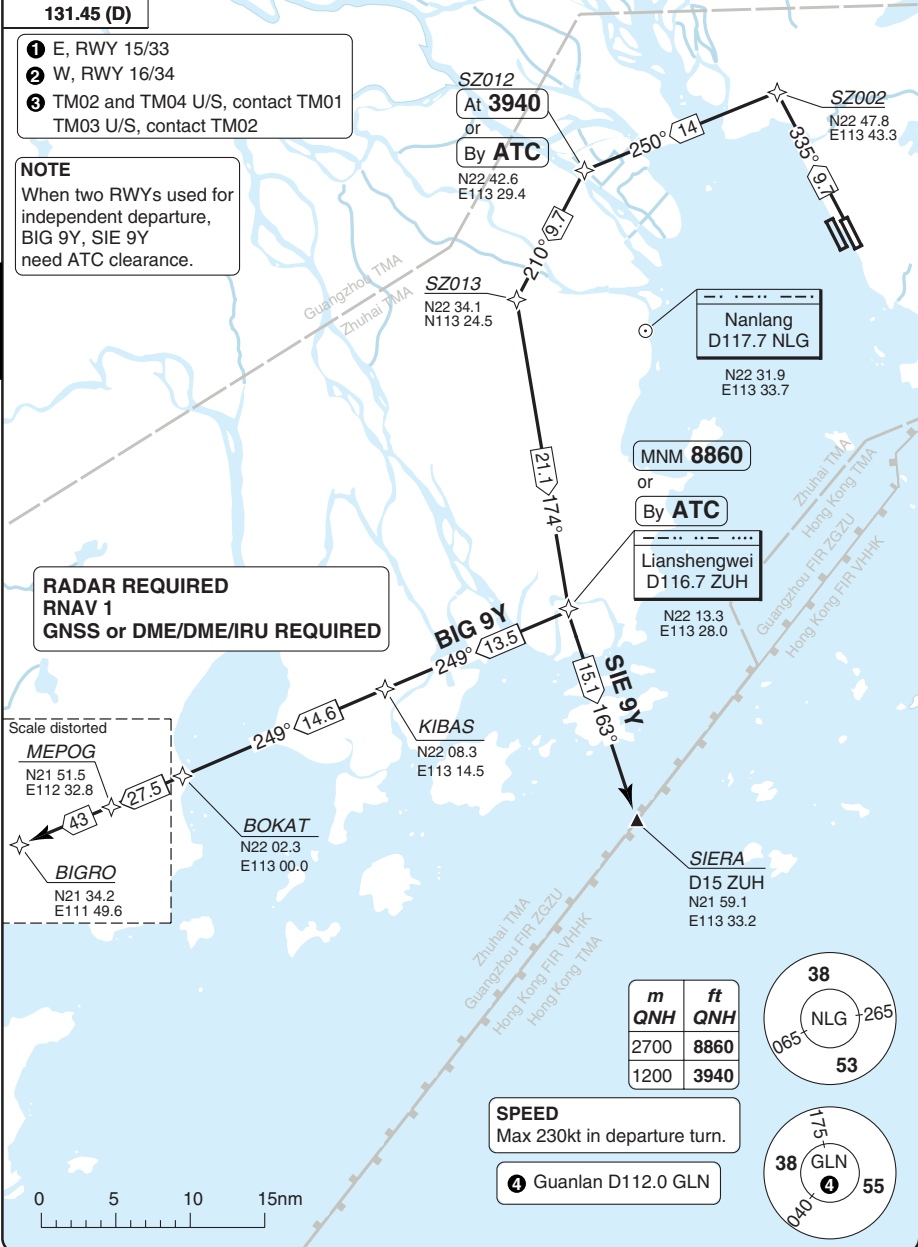 131.45 (D)
❶ E, RWY 15/33
❷ W, RWY 16/34
❸ TM02 and TM04 U/S, contact TM01
TM03 U/S, contact TM02
NOTE
When two RWYs used for
independent departure,
BIG 9Y, SIE 9Y
need ATC clearance.
SZ012
At 3940
or
By ATC
N22 42.6
E113 29.4
250° 14
SZ002
N22 47.8
E113 43.3
335° 9.7
210° 9.7
Guangzhou TMA
Zhuhai TMA
SZ013
N22 34.1
N113 24.5
Nanlang
D117.7 NLG
N22 31.9
E113 33.7
21.1 174°
MNM 8860
or
By ATC
Lianshengwei
D116.7 ZUH
N22 13.3
E113 28.0
Zhuhai TMA
Hong Kong TMA
Guangzhou FIR ZGZU
Hong Kong FIR VHHK
RADAR REQUIRED
RNAV 1
GNSS or DME/DME/IRU REQUIRED
BIG 9Y
249° 13.5
SIE 9Y
15.1 163°
249° 14.6
KIBAS
N22 08.3
E113 14.5
Scale distorted
MEPOG
N21 51.5
E112 32.8
27.5
43
BOKAT
N22 02.3
E113 00.0
BIGRO
N21 34.2
E111 49.6
SIERA
D15 ZUH
N21 59.1
E113 33.2
Zhuhai TMA
Guangzhou FIR ZGZU
Hong Kong FIR VHHK
Hong Kong TMA
m ft
QNH QNH
2700 8860
1200 3940
38
NLG
265
065
53
SPEED
Max 230kt in departure turn.
❹ Guanlan D112.0 GLN
175
38 GLN 55
❹
040
0 5 10 15nm